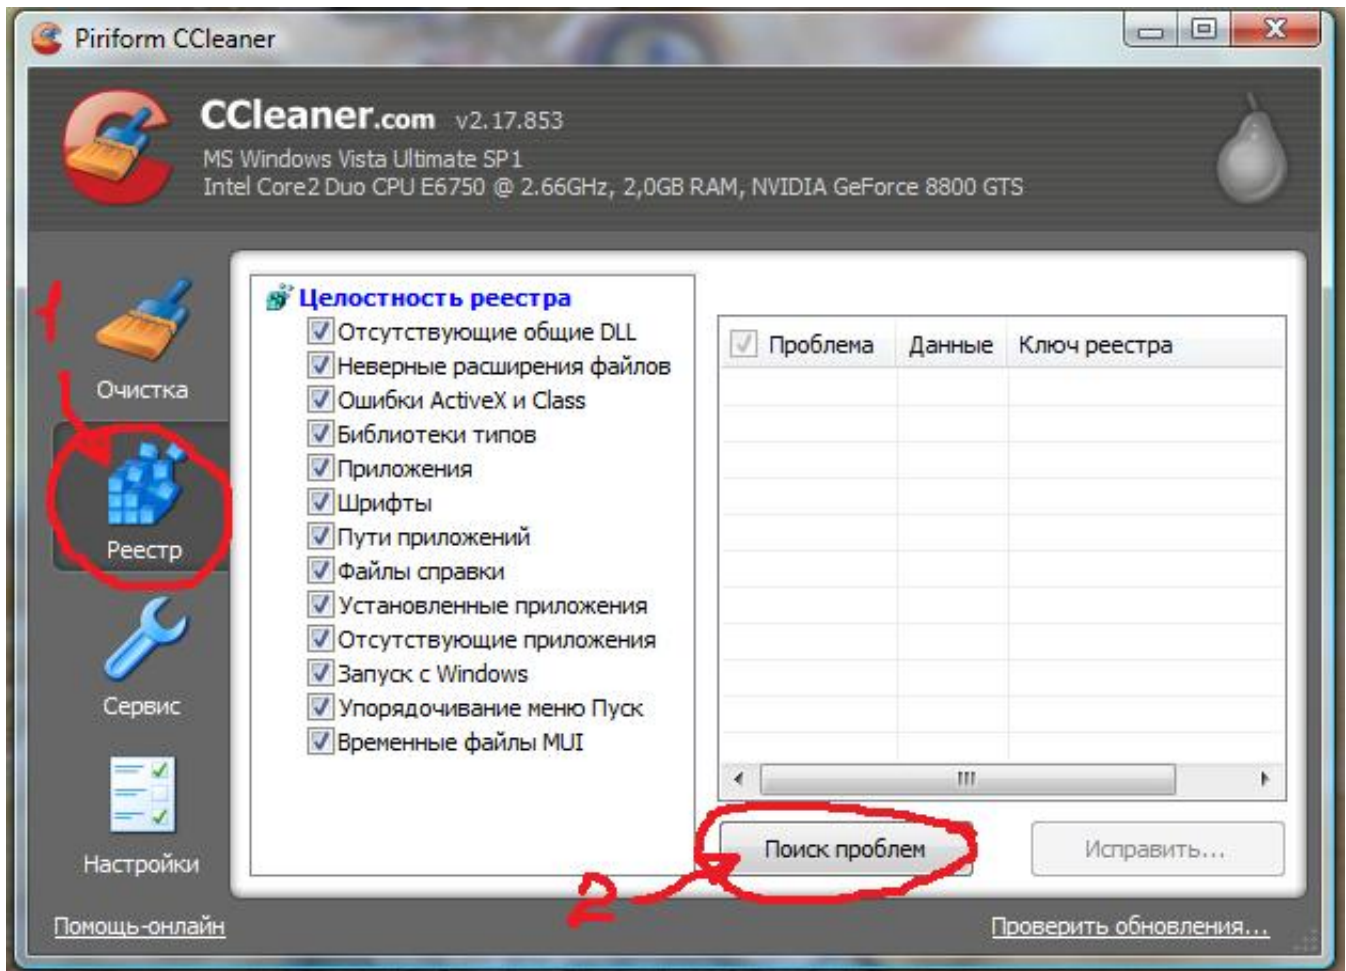 Piriform CCleaner
CCleaner.com v2.17.853
MS Windows Vista Ultimate SP1
Intel Core2 Duo CPU E6750 @ 2.66GHz, 2,0GB RAM, NVIDIA GeForce 8800 GTS
1
Очистка
Реестр
Сервис
Настройки
Целостность реестра
Отсутствующие общие DLL
Неверные расширения файлов
Ошибки ActiveX и Class
Библиотеки типов
Приложения
Шрифты
Пути приложений
Файлы справки
Установленные приложения
Отсутствующие приложения
Запуск с Windows
Упорядочивание меню Пуск
Временные файлы MUI
Проблема Данные Ключ реестра
2
Поиск проблем Исправить...
Помощь-онлайн Проверить обновления...